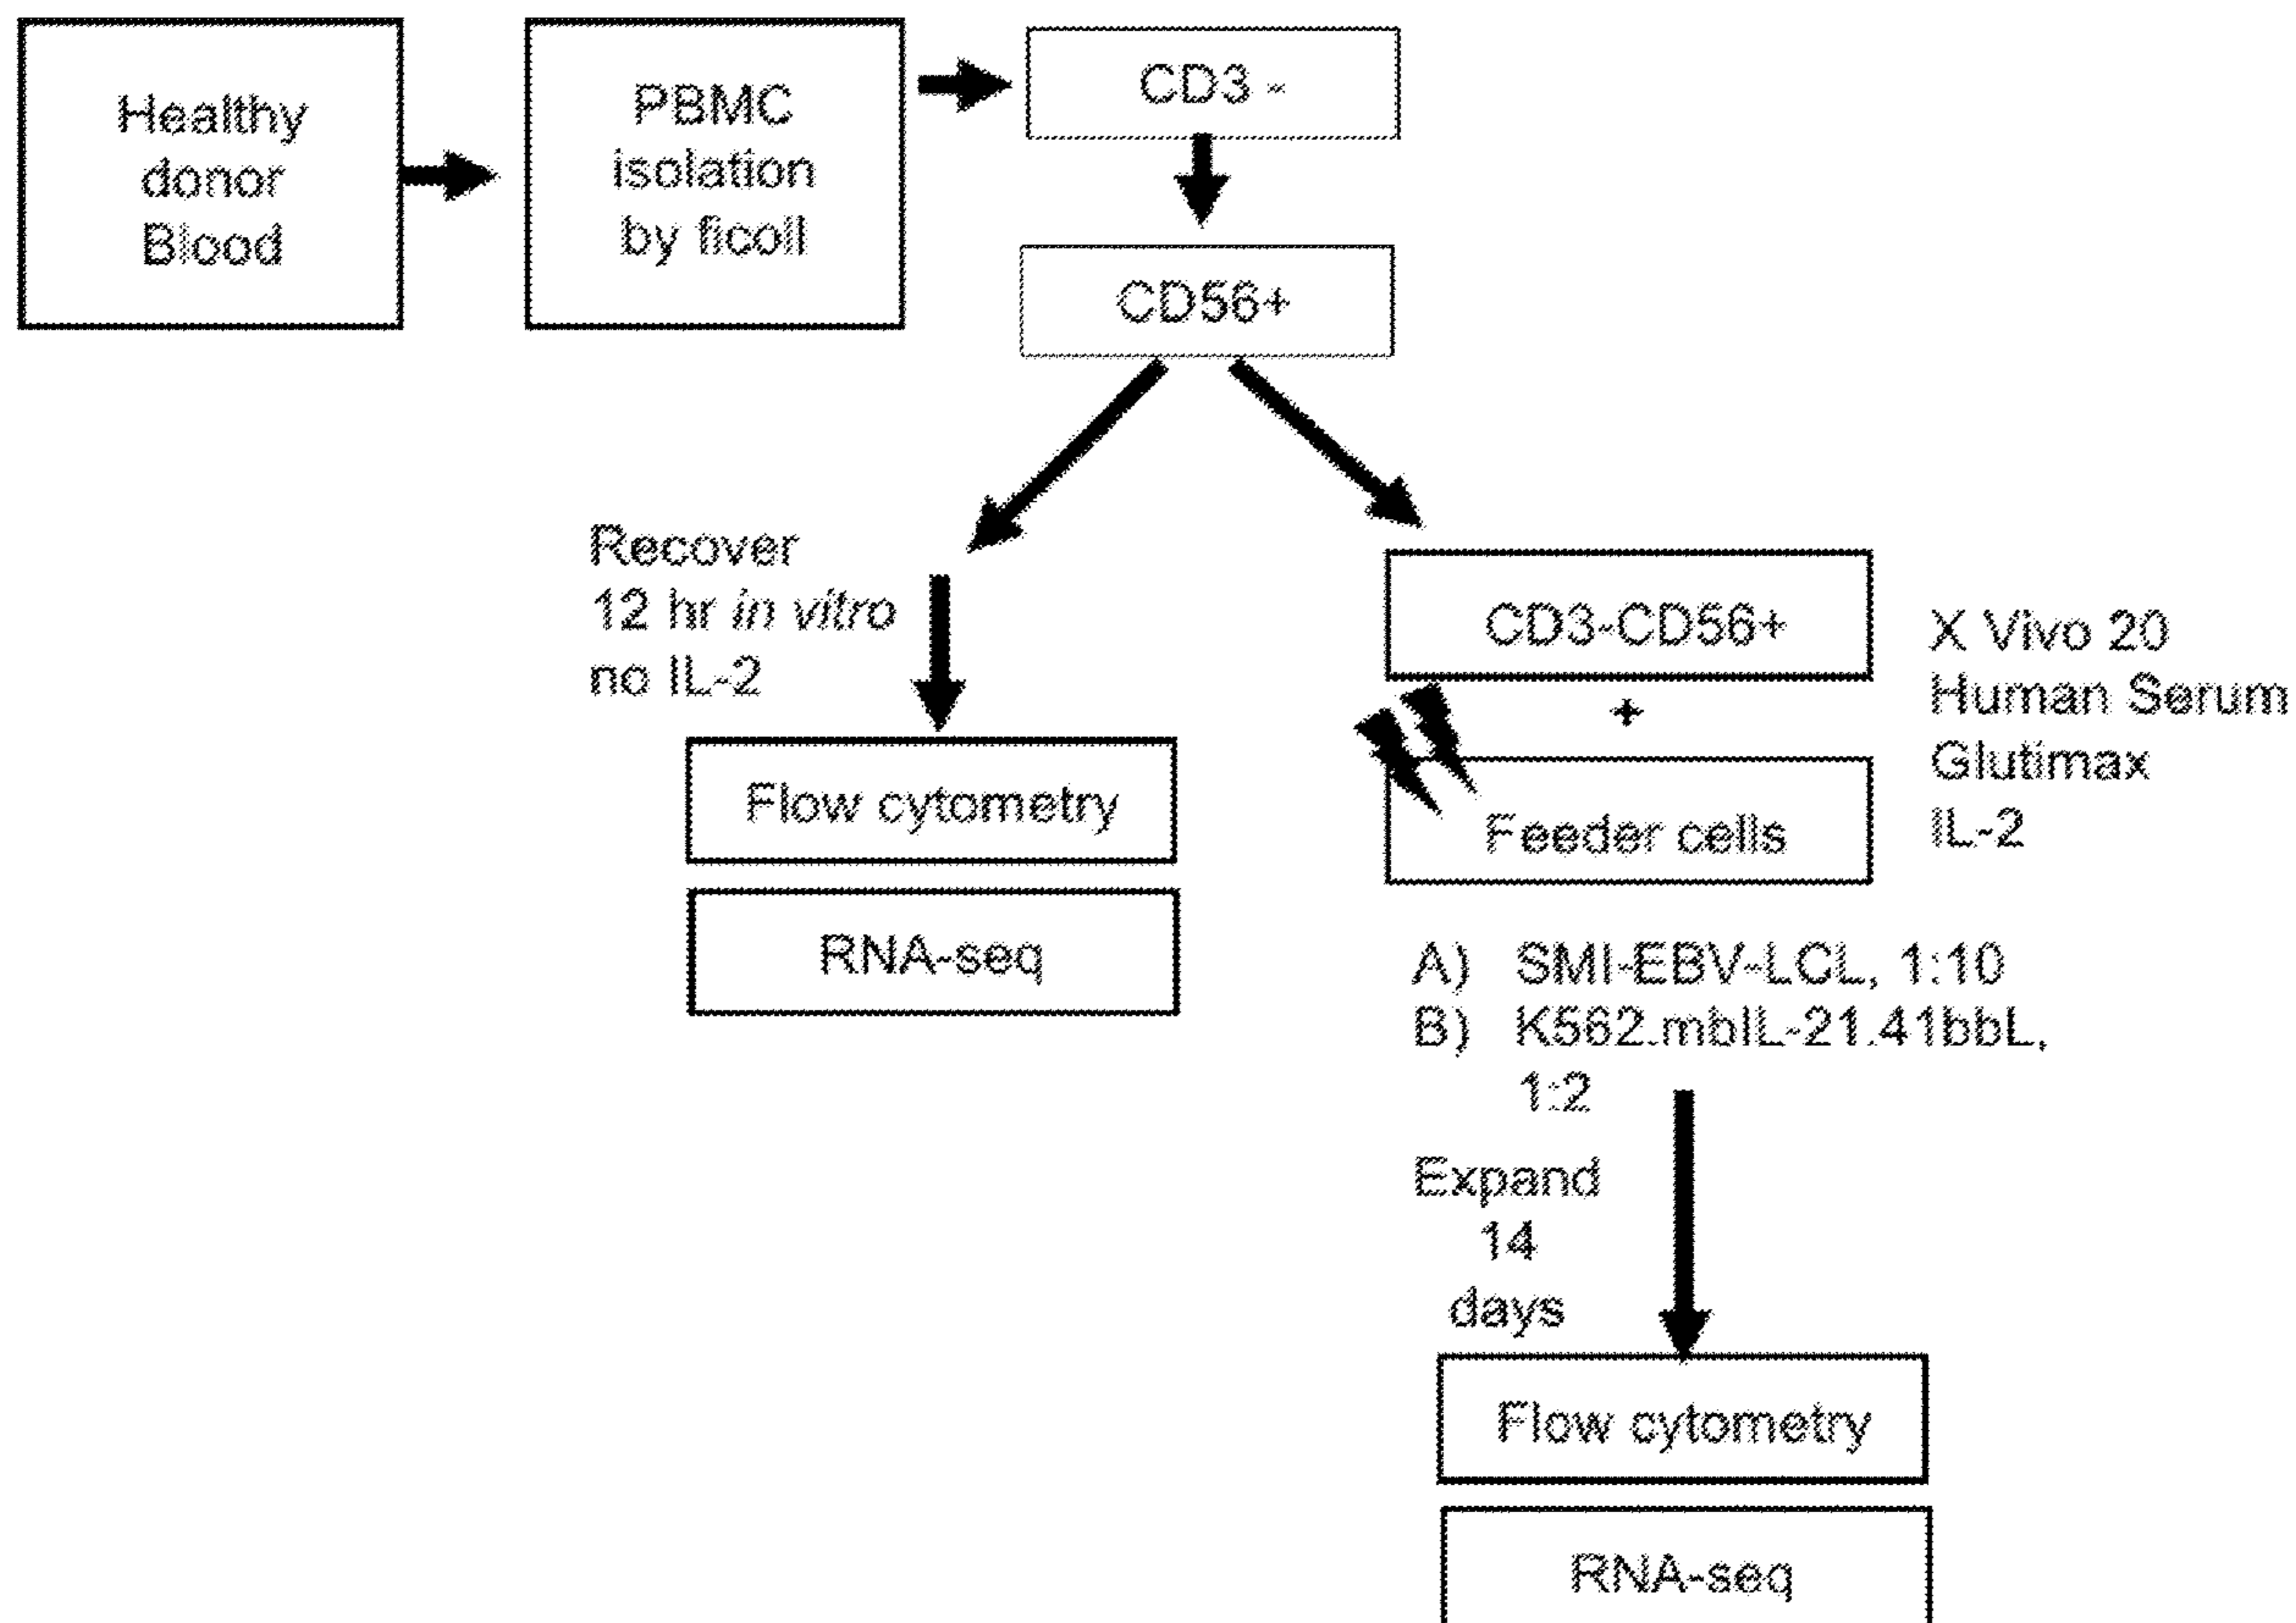 Healthy
donor
Blood
PBMC
isolation
by ficoll
CD3 -
CD56+
Recover
12 hr in vitro
no IL-2
Flow cytometry
RNA-seq
CD3-CD56+
+
Feeder cells
X Vivo 20
Human Serum
Glutimax
IL-2
A) SMI-EBV-LCL, 1:10
B) K562.mbIL-21.41bbL,
1:2
Expand
14
days
Flow cytometry
RNA-seq